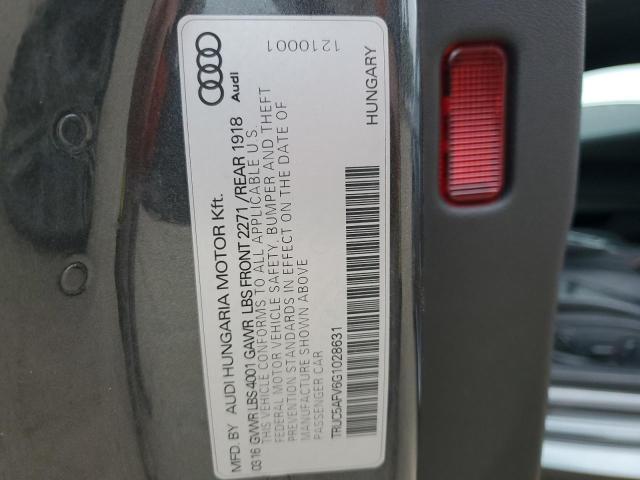 MFD. BY AUDI HUNGARIA MOTOR Kft.
0316 GVWR LBS 4001 GAWR LBS FRONT 2271 /REAR 1918
THIS VEHICLE CONFORMS TO ALL APPLICABLE U.S.
FEDERAL MOTOR VEHICLE SAFETY, BUMPER AND THEFT
PREVENTION STANDARDS IN EFFECT ON THE DATE OF
MANUFACTURE SHOWN ABOVE
PASSENGER CAR
TRUC5AFV6G1028631
HUNGARY
Audi
1210001